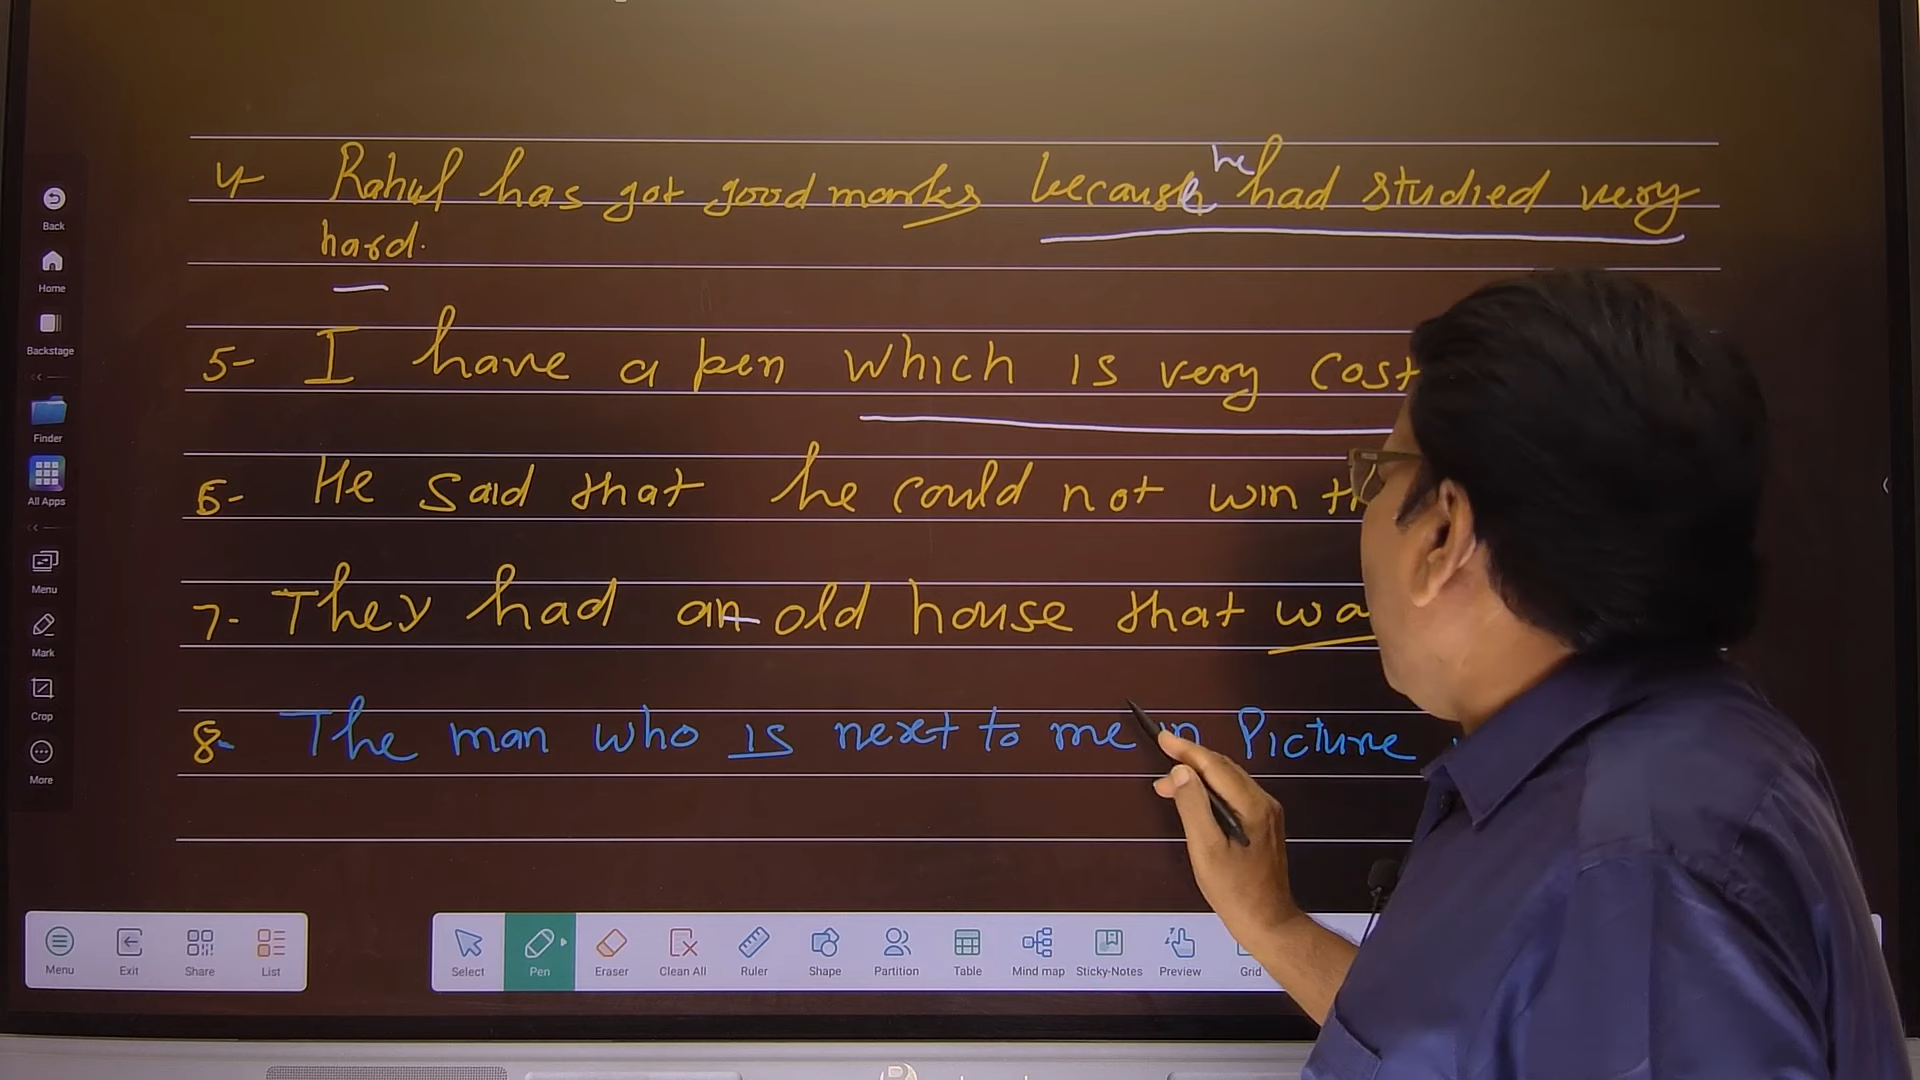 4- Rahul has got good marks because he had studied very
hard.
5- I have a pen which is very cost
6- He said that he could not win th
7- They had an old house that wa
8- The man who is next to me in Picture
Back
Home
Backstage
Finder
All Apps
Menu
Mark
Crop
More
Menu Exit Share List
Select Pen Eraser Clean All Ruler Shape Partition Table Mind map Sticky-Notes Preview Grid